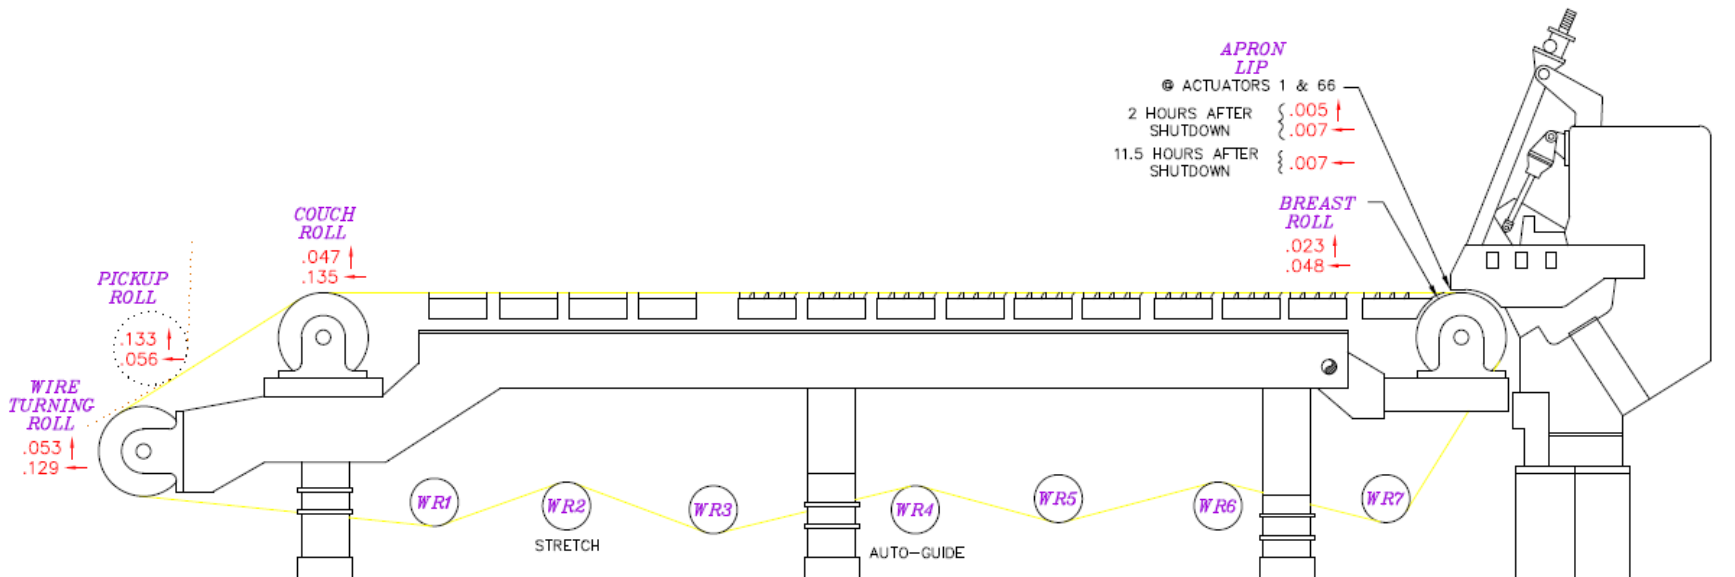 APRON
LIP
@ ACTUATORS 1 & 66
2 HOURS AFTER
SHUTDOWN
.005 ↑
.007 ←
11.5 HOURS AFTER
SHUTDOWN
.007 ←
BREAST
ROLL
.023 ↑
.048 ←
COUCH
ROLL
.047 ↑
.135 ←
PICKUP
ROLL
.133 ↑
.056 ←
WIRE
TURNING
ROLL
.053 ↑
.129 ←
WR1
WR2
WR3
WR4
WR5
WR6
WR7
STRETCH
AUTO-GUIDE